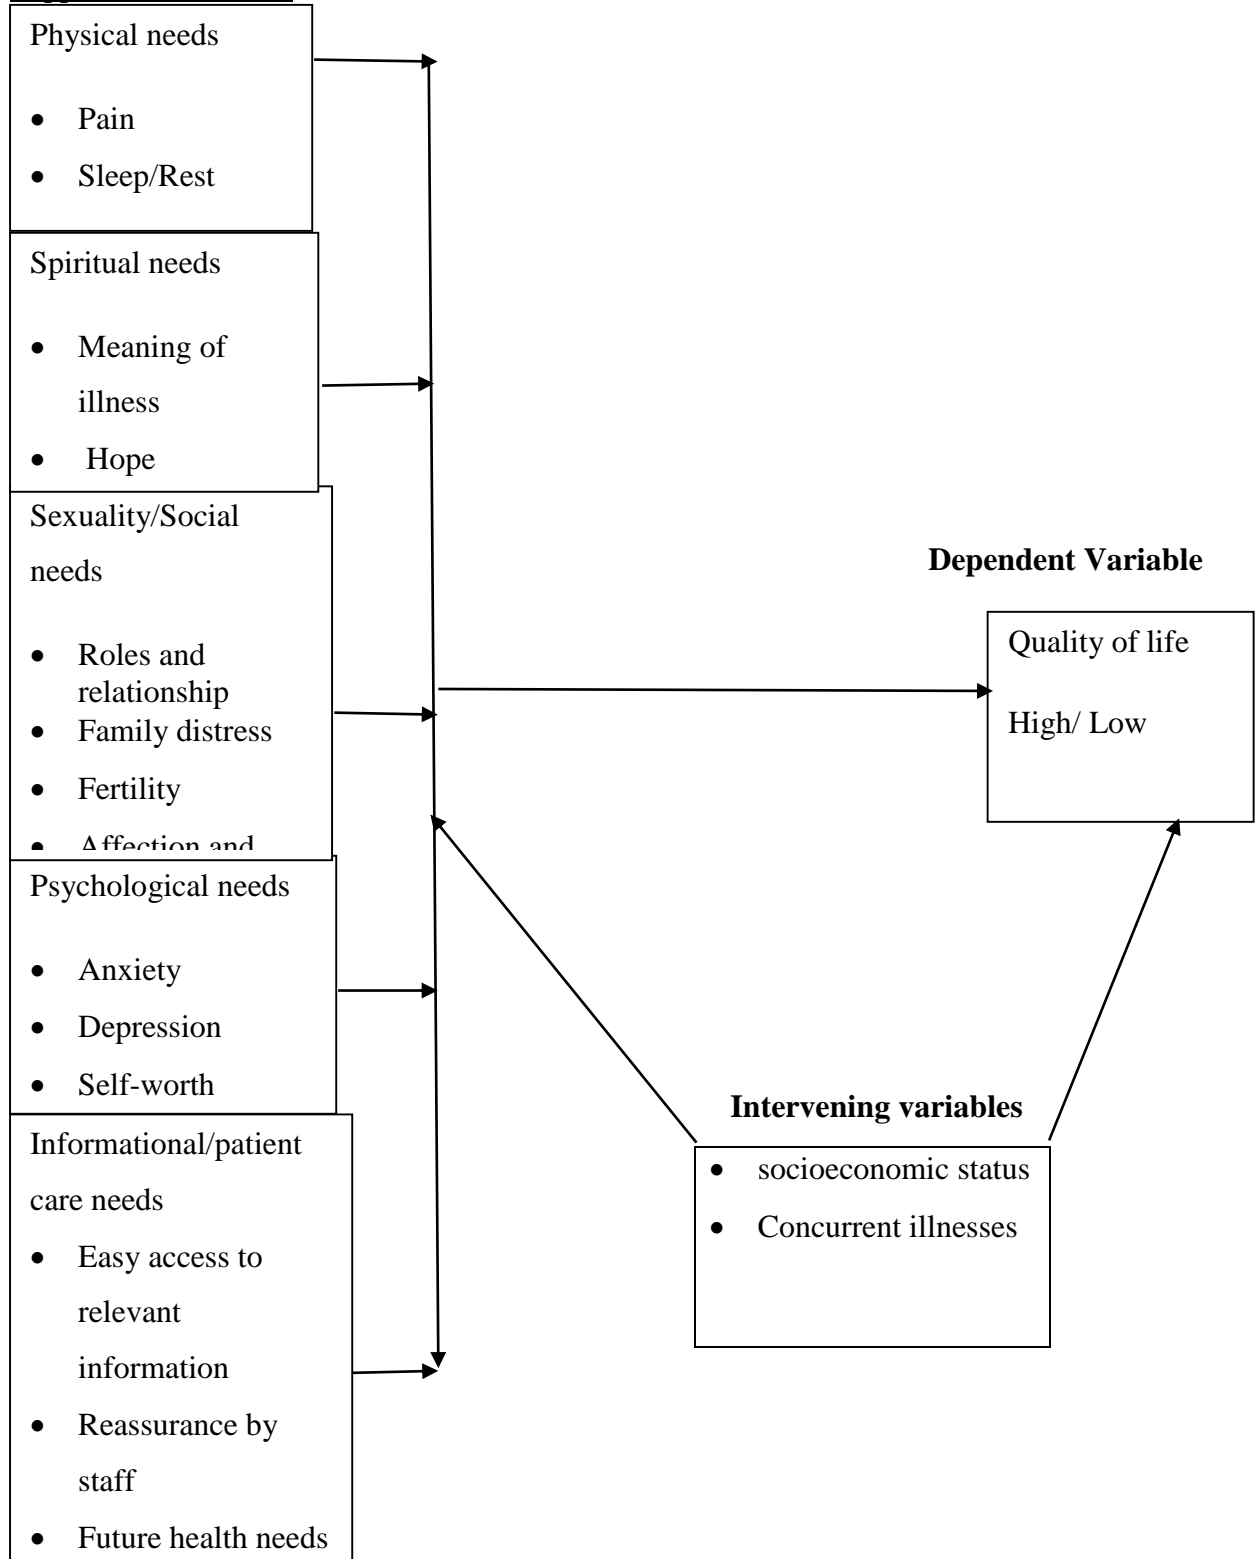 Physical needs
• Pain
• Sleep/Rest
Spiritual needs
• Meaning of
illness
• Hope
Sexuality/Social
needs
• Roles and
relationship
• Family distress
• Fertility
• Affection and
Psychological needs
• Anxiety
• Depression
• Self-worth
Informational/patient
care needs
• Easy access to
relevant
information
• Reassurance by
staff
• Future health needs
Dependent Variable
Quality of life
High/ Low
Intervening variables
• socioeconomic status
• Concurrent illnesses